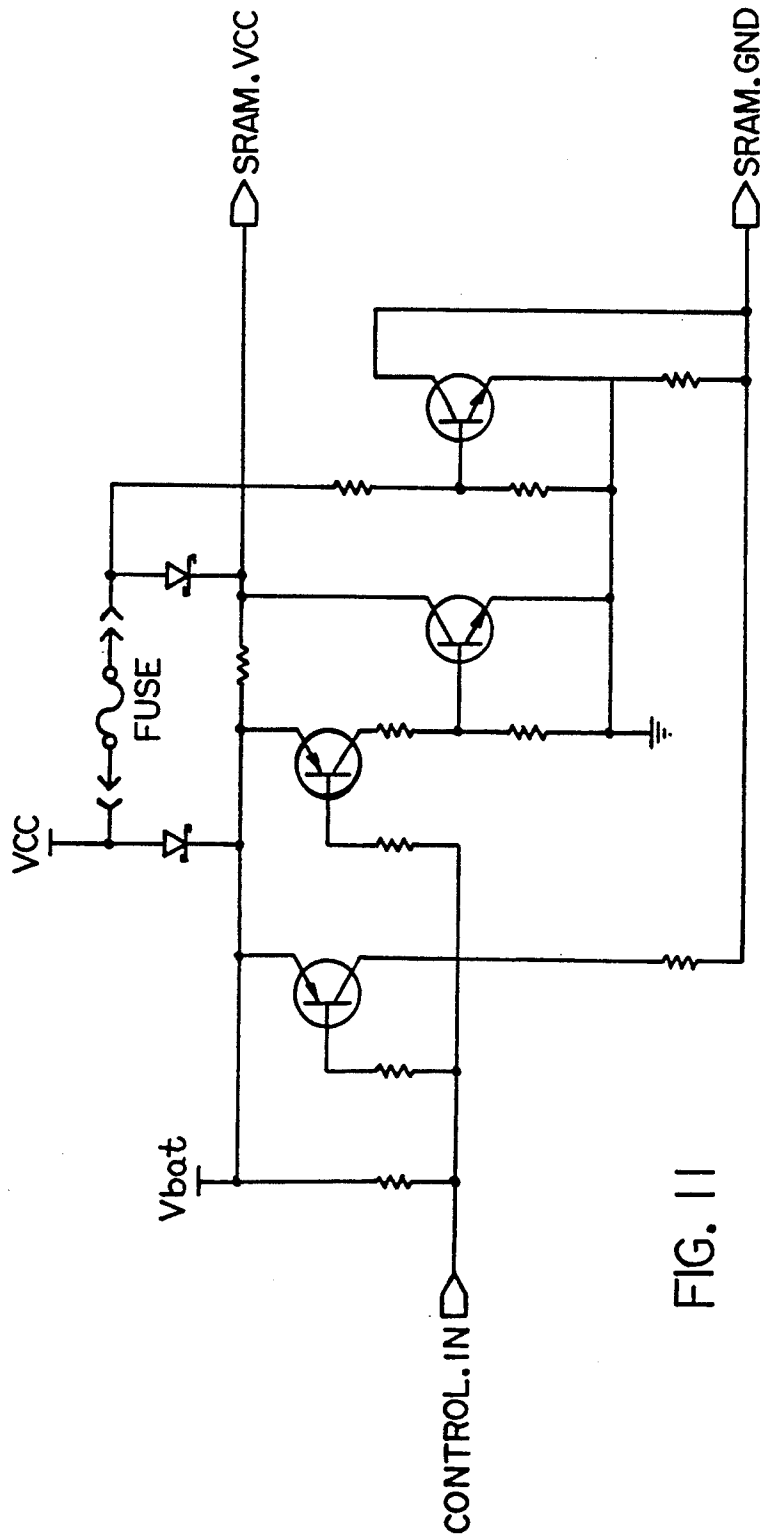 VCC
FUSE
SRAM.VCC
Vbat
CONTROL.IN
SRAM.GND
FIG. 11